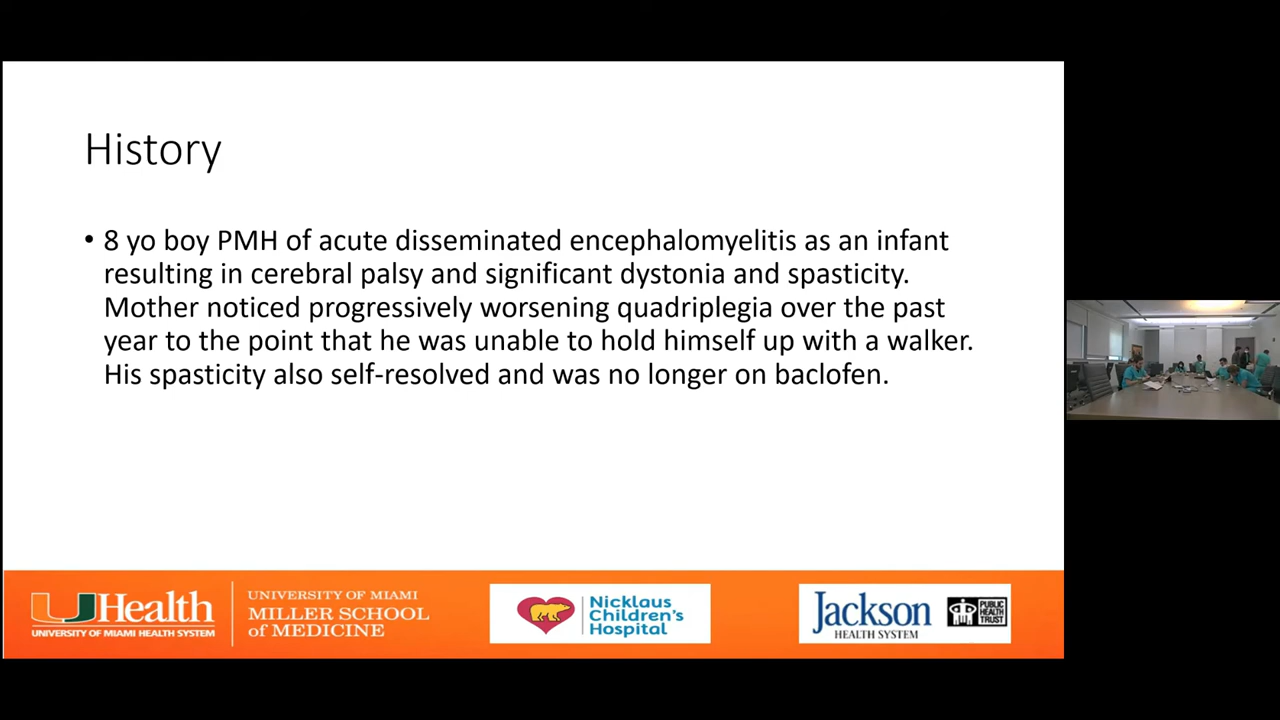 History
• 8 yo boy PMH of acute disseminated encephalomyelitis as an infant
resulting in cerebral palsy and significant dystonia and spasticity.
Mother noticed progressively worsening quadriplegia over the past
year to the point that he was unable to hold himself up with a walker.
His spasticity also self-resolved and was no longer on baclofen.
UHealth
UNIVERSITY OF MIAMI HEALTH SYSTEM
UNIVERSITY OF MIAMI
MILLER SCHOOL
of MEDICINE
Nicklaus
Children's
Hospital
Jackson
HEALTH SYSTEM
PUBLIC
HEALTH
TRUST